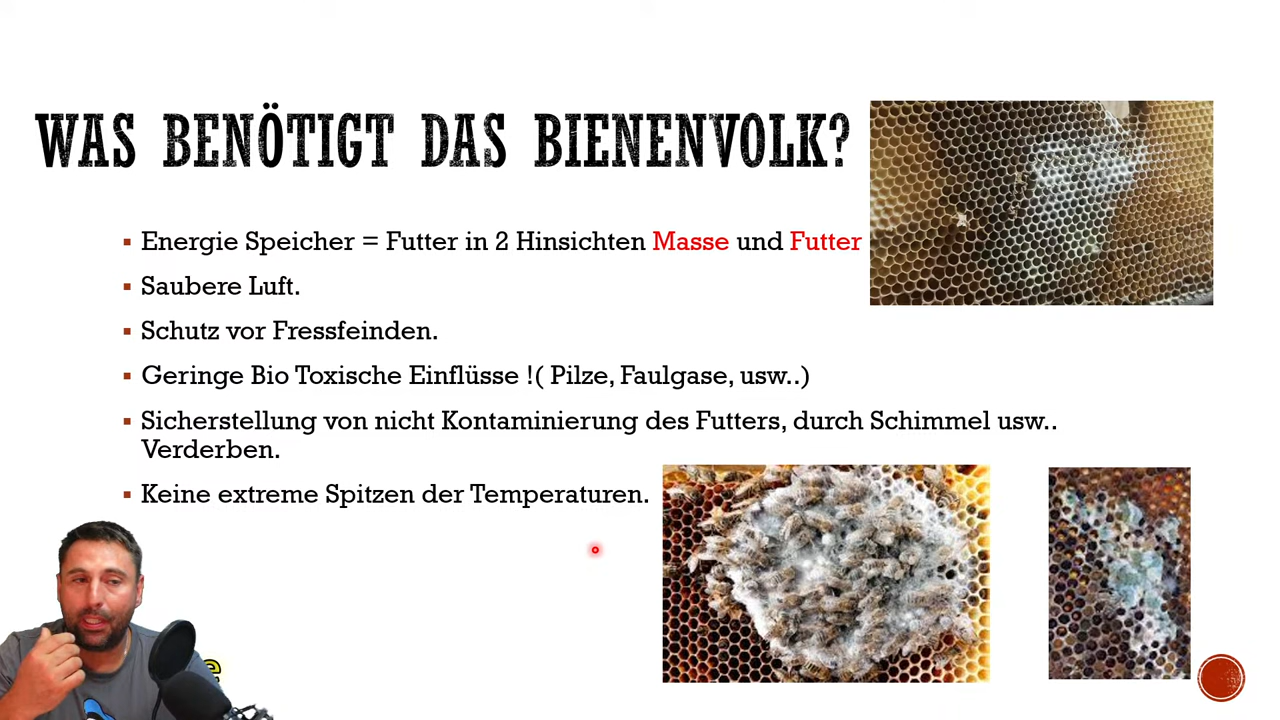 WAS BENÖTIGT DAS BIENENVOLK?
Energie Speicher = Futter in 2 Hinsichten Masse und Futter
Saubere Luft.
Schutz vor Fressfeinden.
Geringe Bio Toxische Einflüsse !( Pilze, Faulgase, usw..)
Sicherstellung von nicht Kontaminierung des Futters, durch Schimmel usw..
Verderben.
Keine extreme Spitzen der Temperaturen.